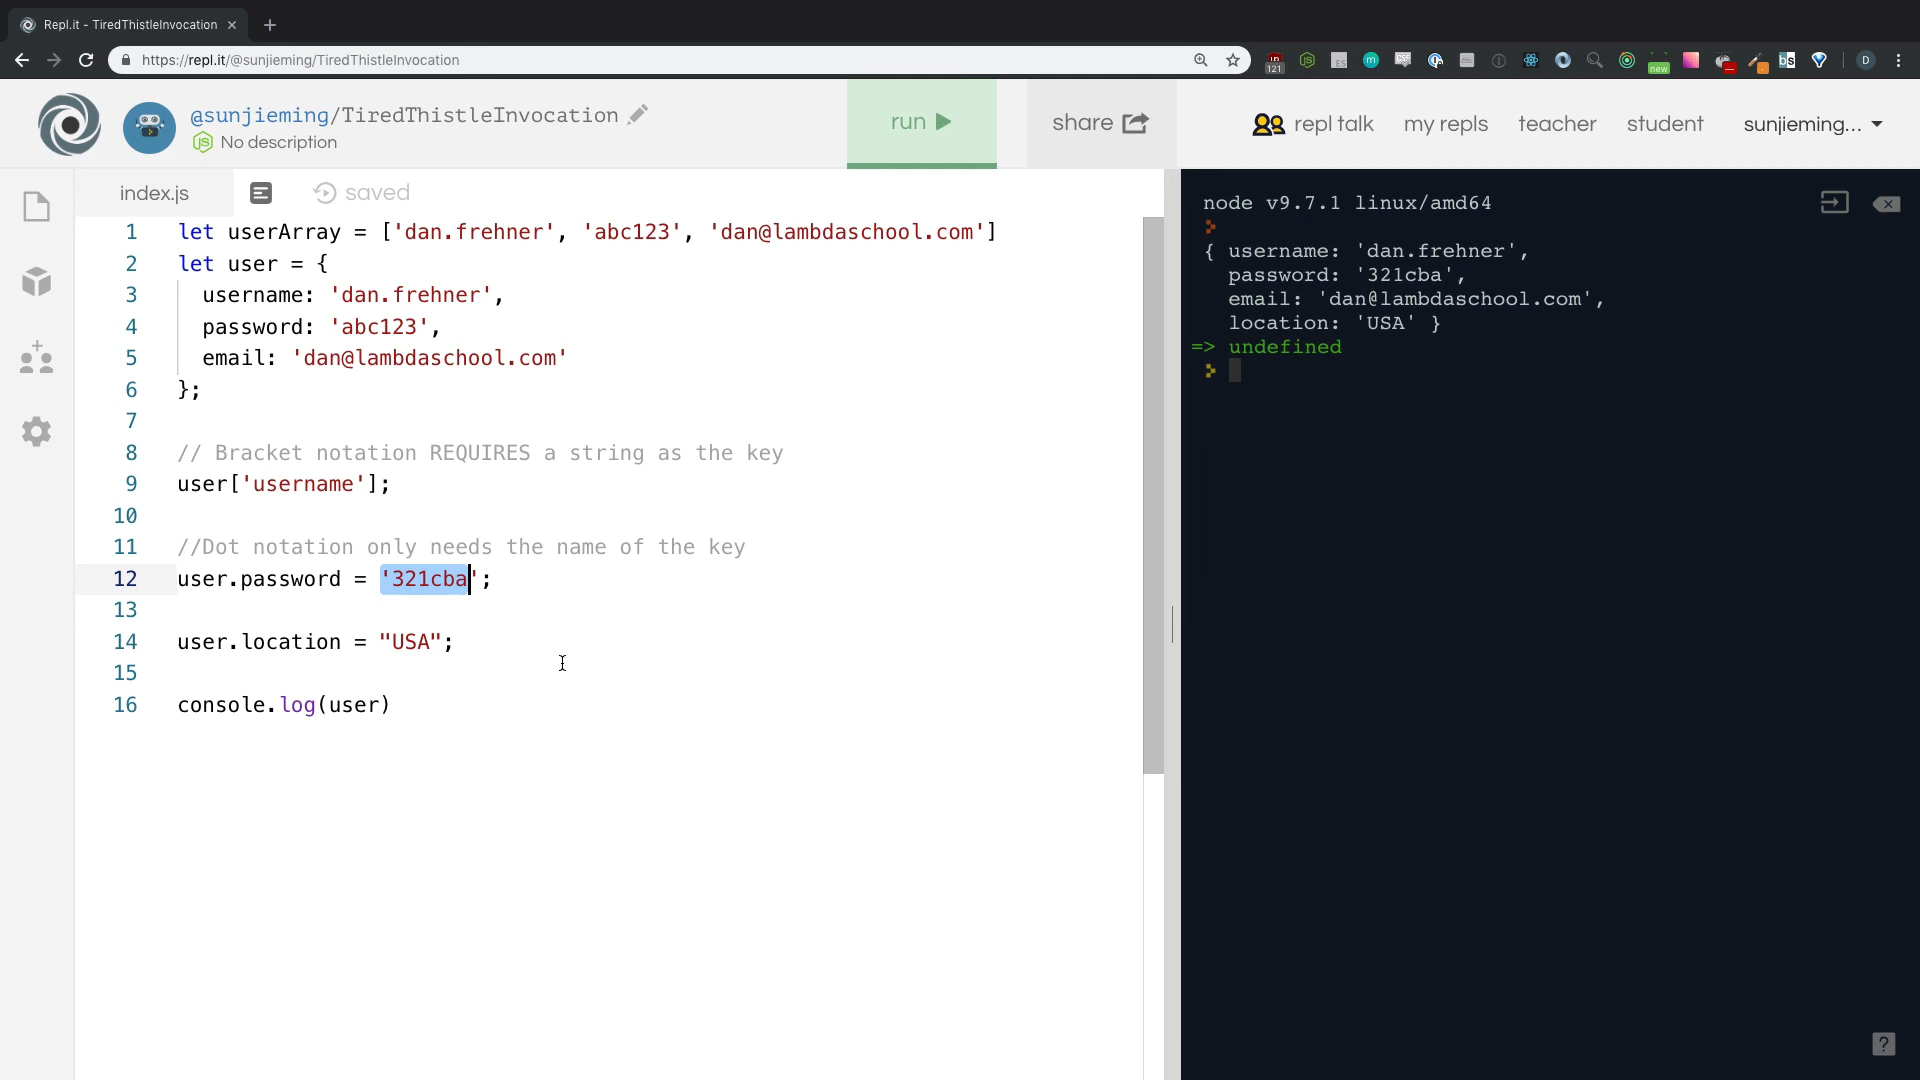 Repl.it - TiredThistleInvocation
https://repl.it/@sunjieming/TiredThistleInvocation
121
new
D
@sunjieming/TiredThistleInvocation
No description
run
share
repl talk
my repls
teacher
student
sunjieming...
index.js
saved
1 let userArray = ['dan.frehner', 'abc123', 'dan@lambdaschool.com']
2 let user = {
3 username: 'dan.frehner',
4 password: 'abc123',
5 email: 'dan@lambdaschool.com'
6 };
7
8 // Bracket notation REQUIRES a string as the key
9 user['username'];
10
11 //Dot notation only needs the name of the key
12 user.password = '321cba';
13
14 user.location = "USA";
15
16 console.log(user)
node v9.7.1 linux/amd64
{ username: 'dan.frehner',
password: '321cba',
email: 'dan@lambdaschool.com',
location: 'USA' }
=> undefined
?